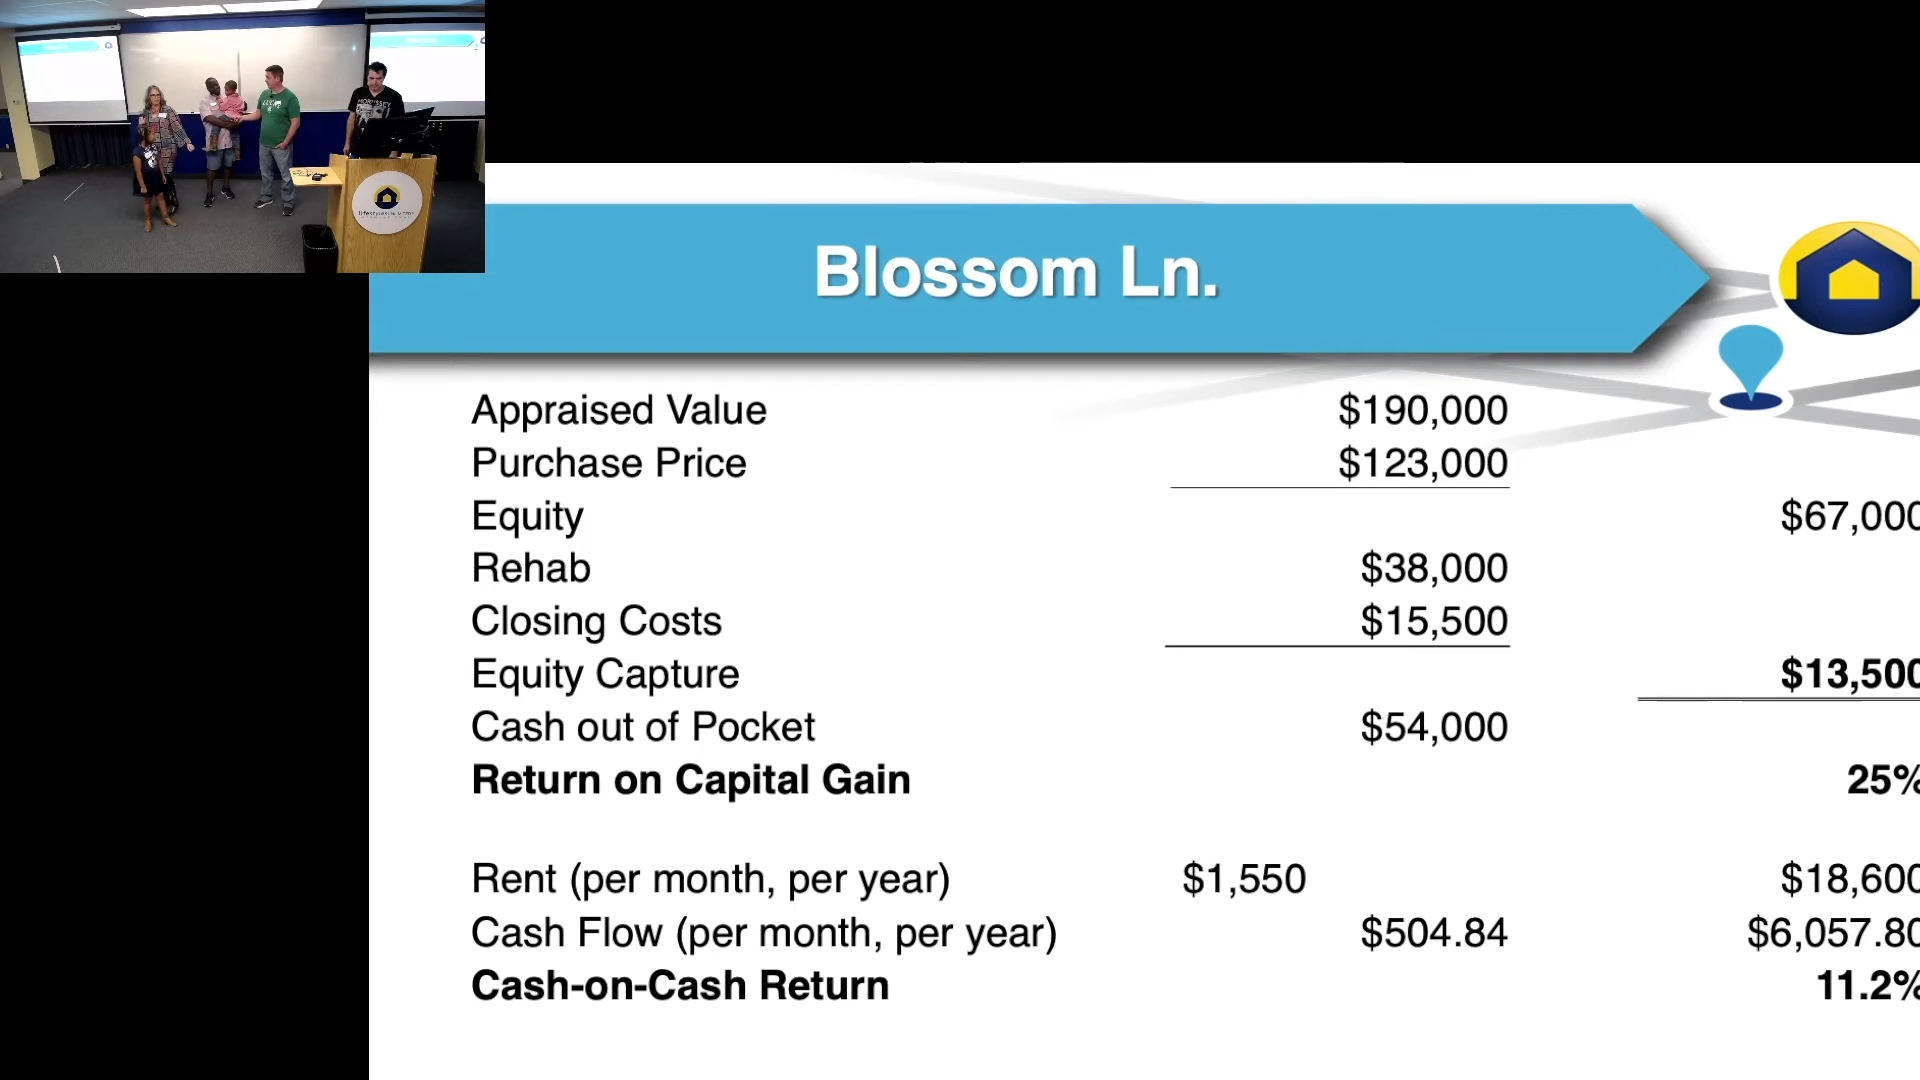 Blossom Ln.
Appraised Value $190,000
Purchase Price $123,000
Equity $67,000
Rehab $38,000
Closing Costs $15,500
Equity Capture $13,500
Cash out of Pocket $54,000
Return on Capital Gain 25%
Rent (per month, per year) $1,550 $18,600
Cash Flow (per month, per year) $504.84 $6,057.80
Cash-on-Cash Return 11.2%
MORRISSEY